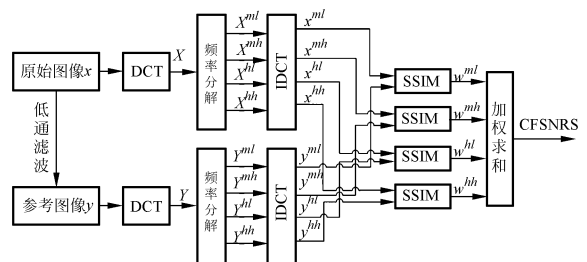 原始图像x
DCT
X
频率分解
X^ml
X^mh
X^hl
X^hh
IDCT
x^ml
x^mh
x^hl
x^hh
低通滤波
参考图像y
DCT
Y
频率分解
Y^ml
Y^mh
Y^hl
Y^hh
IDCT
y^ml
y^mh
y^hl
y^hh
SSIM
w^ml
SSIM
w^mh
SSIM
w^hl
SSIM
w^hh
加权求和
CFSNRS